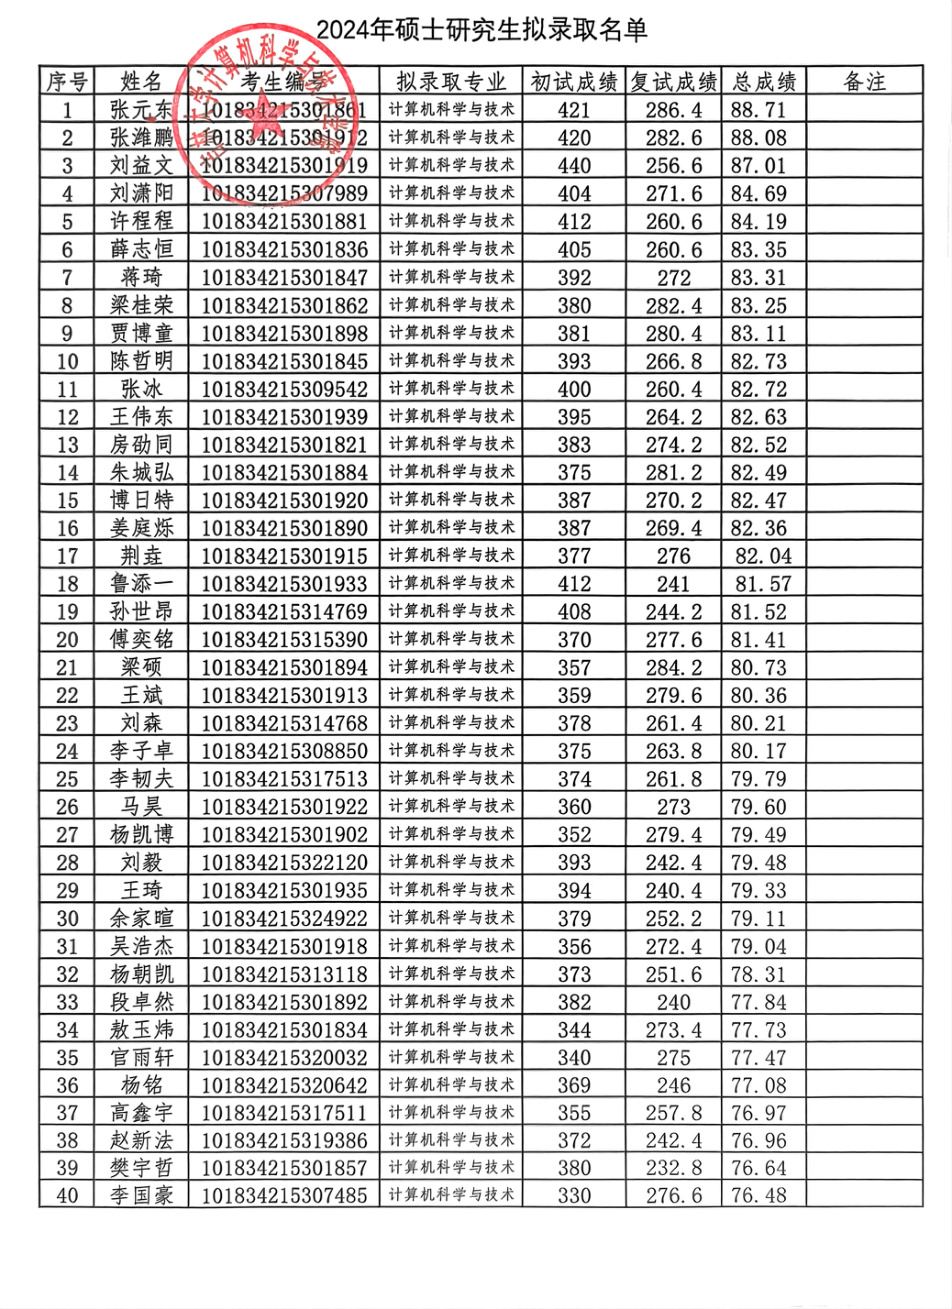 2024年硕士研究生拟录取名单
吉林大学计算机科学与技术学院
序号 姓名 考生编号 拟录取专业 初试成绩 复试成绩 总成绩 备注
1 张元东 101834215301861 计算机科学与技术 421 286.4 88.71
2 张潍鹏 101834215301912 计算机科学与技术 420 282.6 88.08
3 刘益文 101834215301919 计算机科学与技术 440 256.6 87.01
4 刘潇阳 101834215307989 计算机科学与技术 404 271.6 84.69
5 许程程 101834215301881 计算机科学与技术 412 260.6 84.19
6 薛志恒 101834215301836 计算机科学与技术 405 260.6 83.35
7 蒋琦 101834215301847 计算机科学与技术 392 272 83.31
8 梁桂荣 101834215301862 计算机科学与技术 380 282.4 83.25
9 贾博童 101834215301898 计算机科学与技术 381 280.4 83.11
10 陈哲明 101834215301845 计算机科学与技术 393 266.8 82.73
11 张冰 101834215309542 计算机科学与技术 400 260.4 82.72
12 王伟东 101834215301939 计算机科学与技术 395 264.2 82.63
13 房劭同 101834215301821 计算机科学与技术 383 274.2 82.52
14 朱城弘 101834215301884 计算机科学与技术 375 281.2 82.49
15 博日特 101834215301920 计算机科学与技术 387 270.2 82.47
16 姜庭烁 101834215301890 计算机科学与技术 387 269.4 82.36
17 荆垚 101834215301915 计算机科学与技术 377 276 82.04
18 鲁添一 101834215301933 计算机科学与技术 412 241 81.57
19 孙世昂 101834215314769 计算机科学与技术 408 244.2 81.52
20 傅奕铭 101834215315390 计算机科学与技术 370 277.6 81.41
21 梁硕 101834215301894 计算机科学与技术 357 284.2 80.73
22 王斌 101834215301913 计算机科学与技术 359 279.6 80.36
23 刘森 101834215314768 计算机科学与技术 378 261.4 80.21
24 李子卓 101834215308850 计算机科学与技术 375 263.8 80.17
25 李韧夫 101834215317513 计算机科学与技术 374 261.8 79.79
26 马昊 101834215301922 计算机科学与技术 360 273 79.60
27 杨凯博 101834215301902 计算机科学与技术 352 279.4 79.49
28 刘毅 101834215322120 计算机科学与技术 393 242.4 79.48
29 王琦 101834215301935 计算机科学与技术 394 240.4 79.33
30 余家暄 101834215324922 计算机科学与技术 379 252.2 79.11
31 吴浩杰 101834215301918 计算机科学与技术 356 272.4 79.04
32 杨朝凯 101834215313118 计算机科学与技术 373 251.6 78.31
33 段卓然 101834215301892 计算机科学与技术 382 240 77.84
34 敖玉炜 101834215301834 计算机科学与技术 344 273.4 77.73
35 官雨轩 101834215320032 计算机科学与技术 340 275 77.47
36 杨铭 101834215320642 计算机科学与技术 369 246 77.08
37 高鑫宇 101834215317511 计算机科学与技术 355 257.8 76.97
38 赵新法 101834215319386 计算机科学与技术 372 242.4 76.96
39 樊宇哲 101834215301857 计算机科学与技术 380 232.8 76.64
40 李国豪 101834215307485 计算机科学与技术 330 276.6 76.48